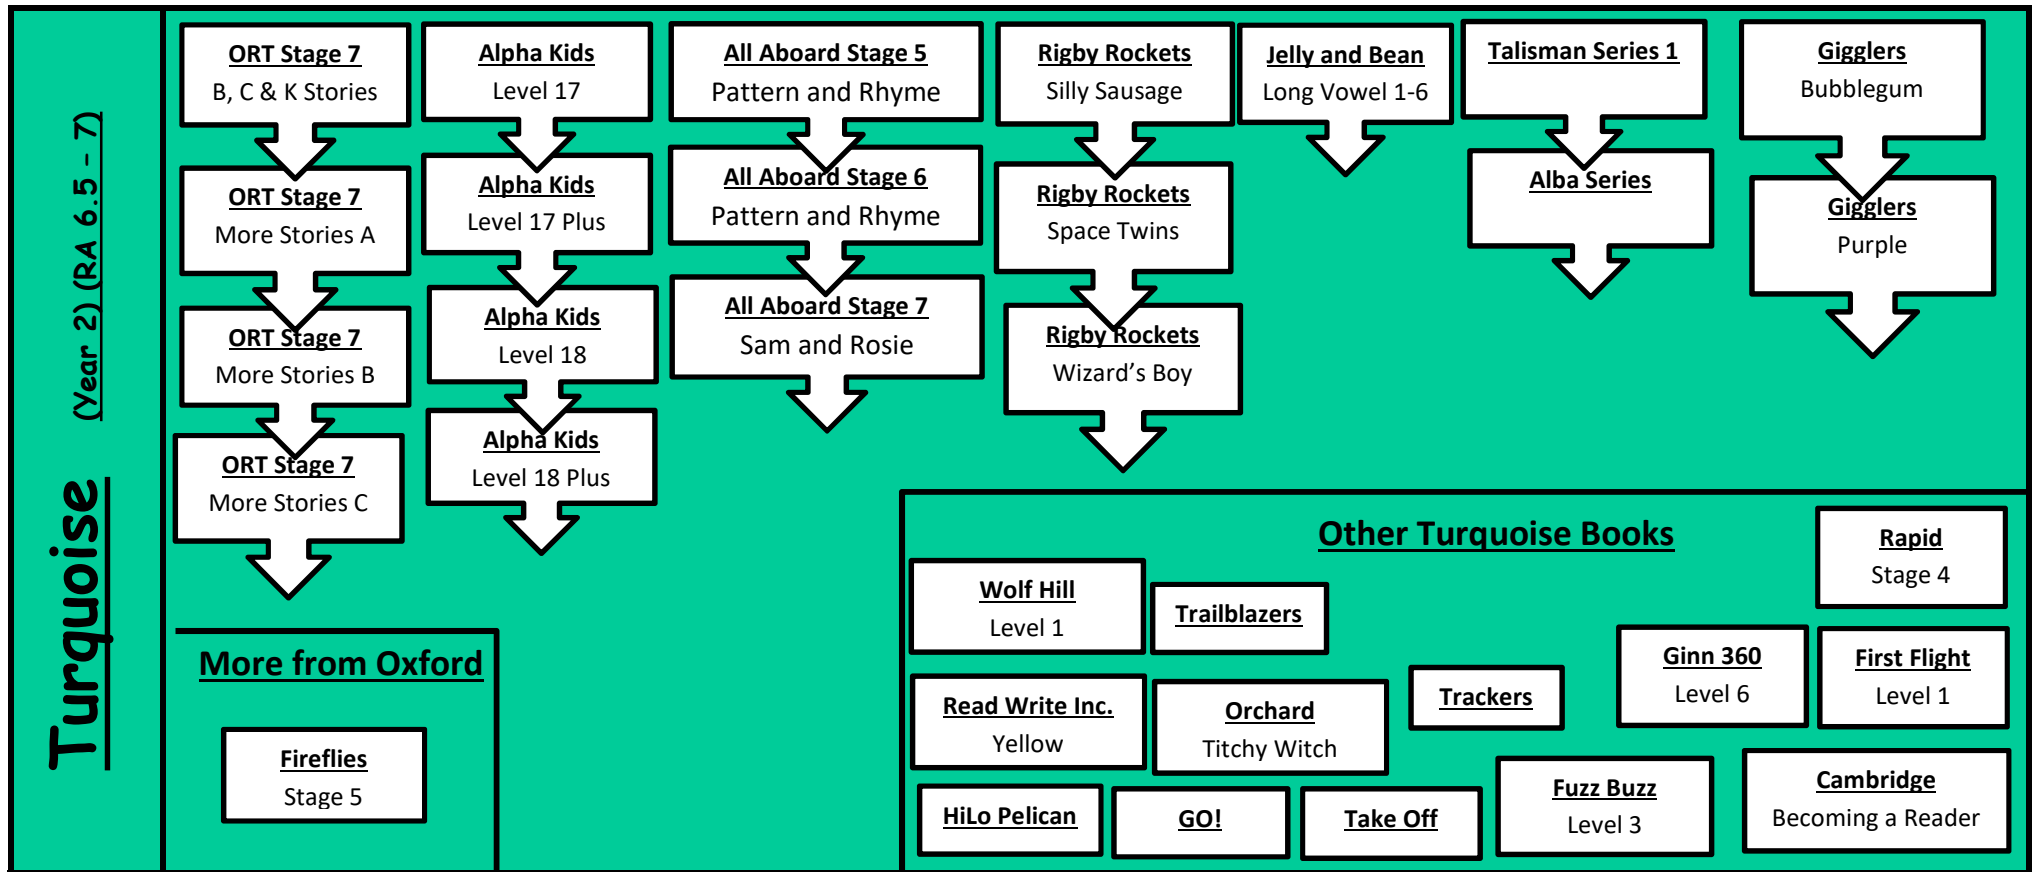 Turquoise (Year 2) (RA 6.5 - 7)
ORT Stage 7
B, C & K Stories
ORT Stage 7
More Stories A
ORT Stage 7
More Stories B
ORT Stage 7
More Stories C
Alpha Kids
Level 17
Alpha Kids
Level 17 Plus
Alpha Kids
Level 18
Alpha Kids
Level 18 Plus
All Aboard Stage 5
Pattern and Rhyme
All Aboard Stage 6
Pattern and Rhyme
All Aboard Stage 7
Sam and Rosie
Rigby Rockets
Silly Sausage
Rigby Rockets
Space Twins
Rigby Rockets
Wizard’s Boy
Jelly and Bean
Long Vowel 1-6
Talisman Series 1
Alba Series
Gigglers
Bubblegum
Gigglers
Purple
More from Oxford
Fireflies
Stage 5
Other Turquoise Books
Rapid
Stage 4
Wolf Hill
Level 1
Trailblazers
Ginn 360
Level 6
First Flight
Level 1
Read Write Inc.
Yellow
Orchard
Titchy Witch
Trackers
HiLo Pelican
GO!
Take Off
Fuzz Buzz
Level 3
Cambridge
Becoming a Reader